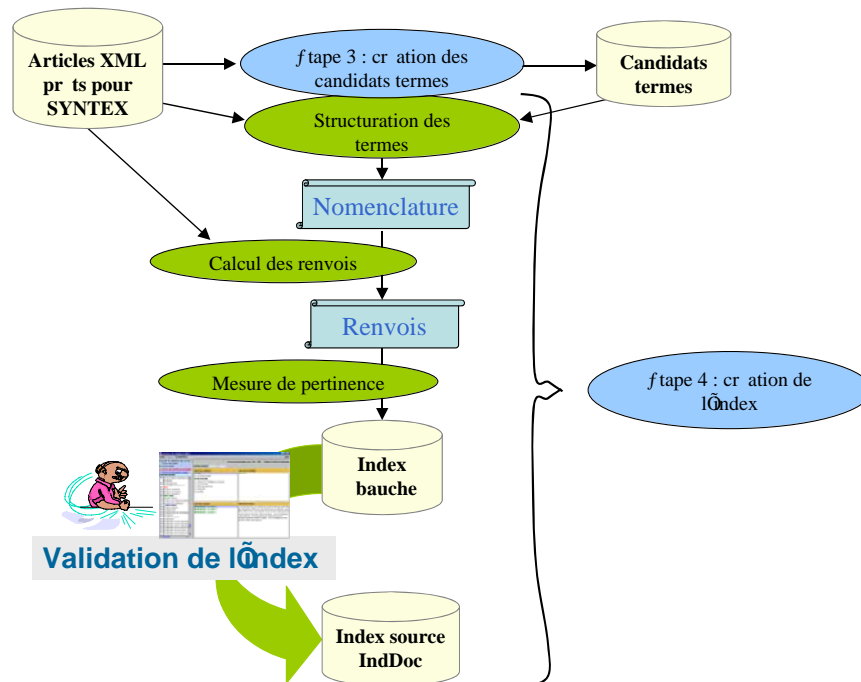 Articles XML
pr ts pour
SYNTEX
ƒtape 3 : cr ation des
candidats termes
Candidats
termes
Structuration des
termes
Nomenclature
Calcul des renvois
Renvois
Mesure de pertinence
ƒtape 4 : cr ation de
lÕindex
Index
bauche
Validation de lÕindex
Index source
IndDoc